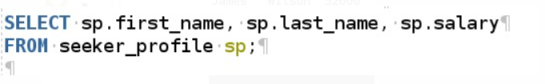 SELECT sp.first_name, sp.last_name, sp.salary¶
FROM seeker_profile sp;¶
¶